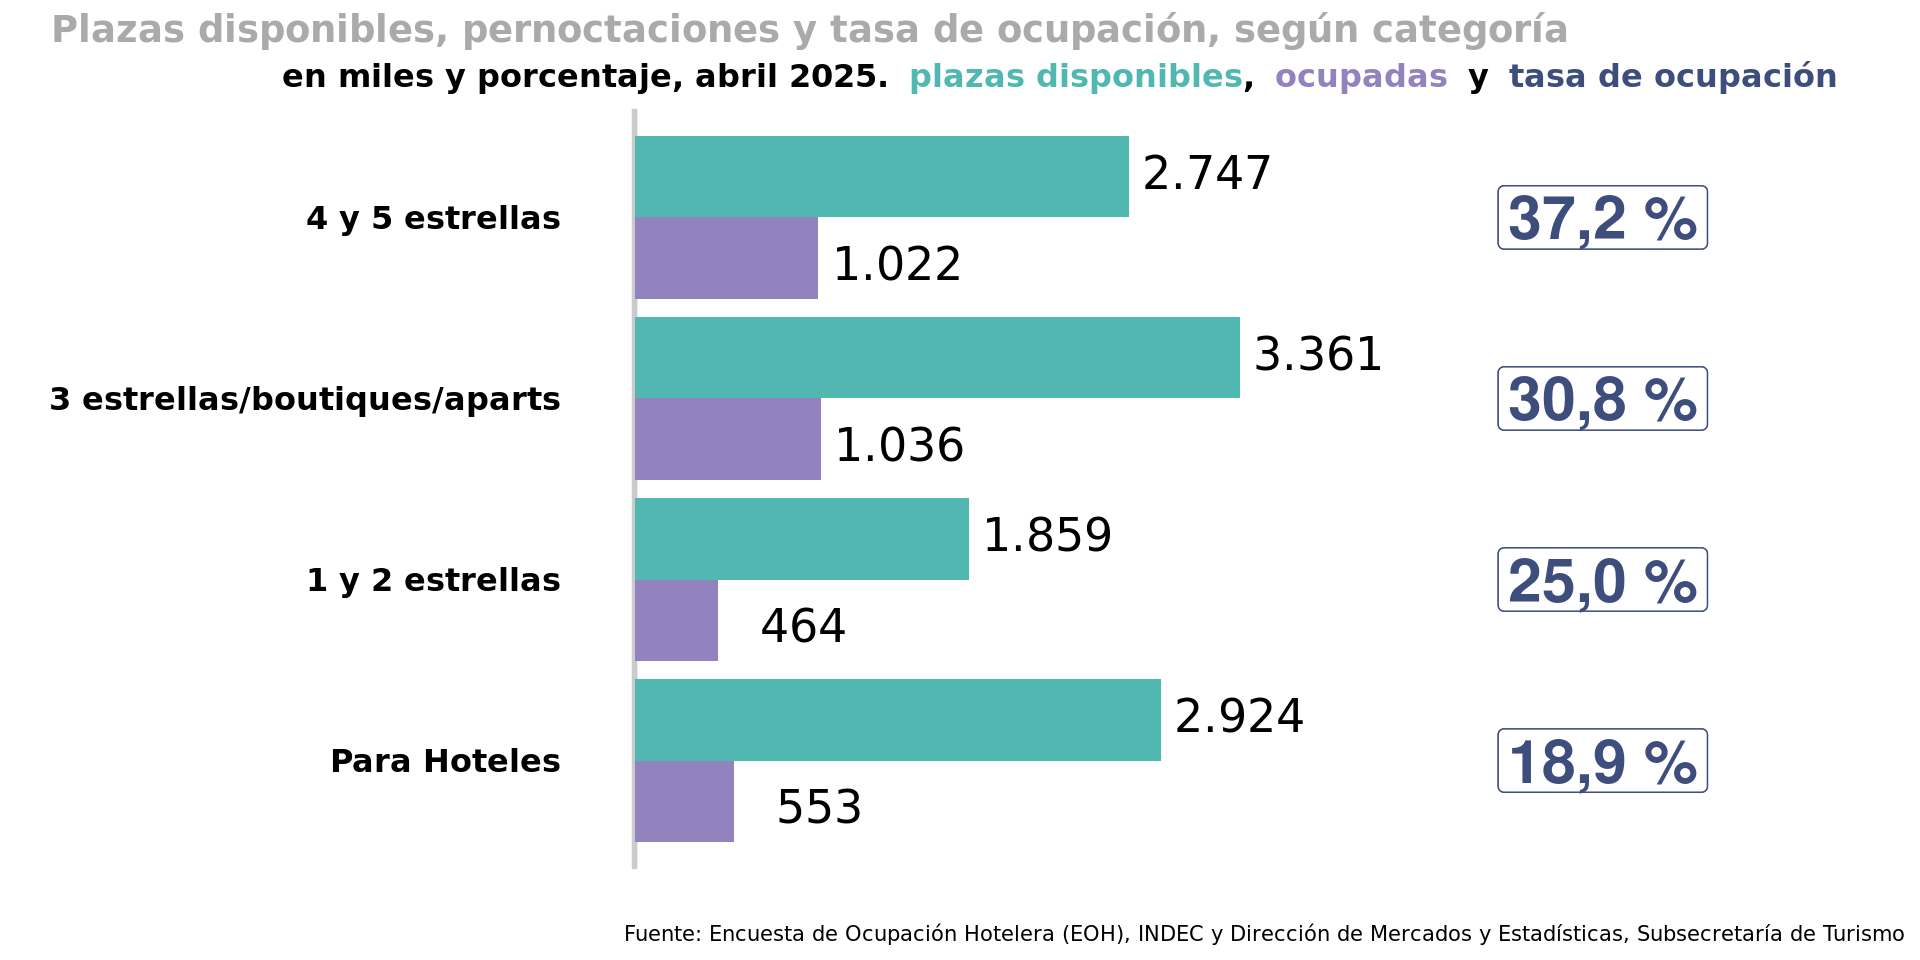 Plazas disponibles, pernoctaciones y tasa de ocupación, según categoría
en miles y porcentaje, abril 2025. plazas disponibles, ocupadas y tasa de ocupación
4 y 5 estrellas
2.747
1.022
37,2 %
3 estrellas/boutiques/aparts
3.361
1.036
30,8 %
1 y 2 estrellas
1.859
464
25,0 %
Para Hoteles
2.924
553
18,9 %
Fuente: Encuesta de Ocupación Hotelera (EOH), INDEC y Dirección de Mercados y Estadísticas, Subsecretaría de Turismo